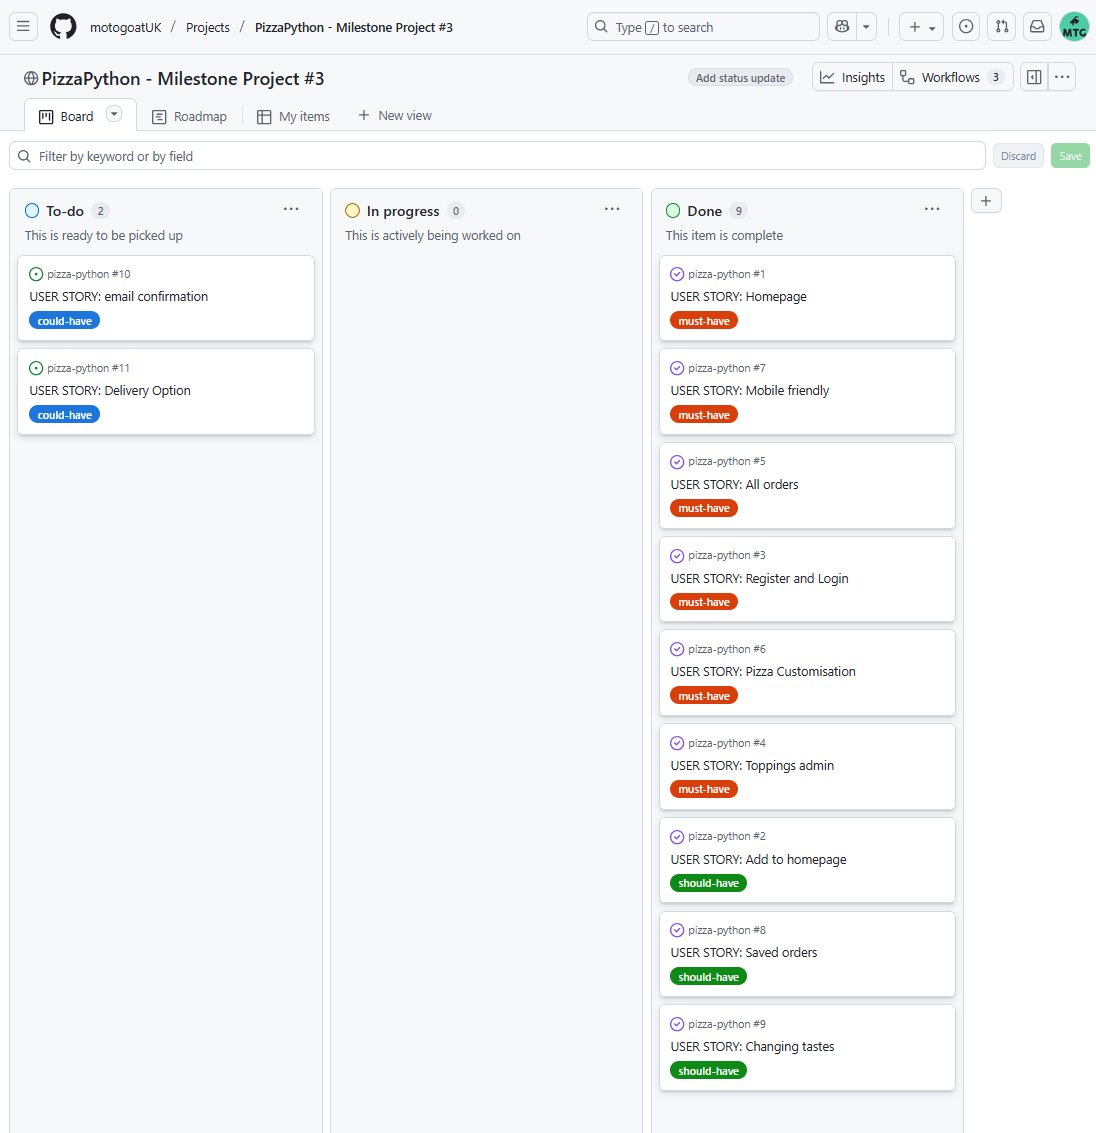 motogoatUK / Projects / PizzaPython - Milestone Project #3
Type / to search
MTG
PizzaPython - Milestone Project #3
Add status update
Insights
Workflows 3
Board
Roadmap
My items
New view
Filter by keyword or by field
Discard
Save
To-do 2
This is ready to be picked up
pizza-python #10
USER STORY: email confirmation
could-have
pizza-python #11
USER STORY: Delivery Option
could-have
In progress 0
This is actively being worked on
Done 9
This item is complete
pizza-python #1
USER STORY: Homepage
must-have
pizza-python #7
USER STORY: Mobile friendly
must-have
pizza-python #5
USER STORY: All orders
must-have
pizza-python #3
USER STORY: Register and Login
must-have
pizza-python #6
USER STORY: Pizza Customisation
must-have
pizza-python #4
USER STORY: Toppings admin
must-have
pizza-python #2
USER STORY: Add to homepage
should-have
pizza-python #8
USER STORY: Saved orders
should-have
pizza-python #9
USER STORY: Changing tastes
should-have